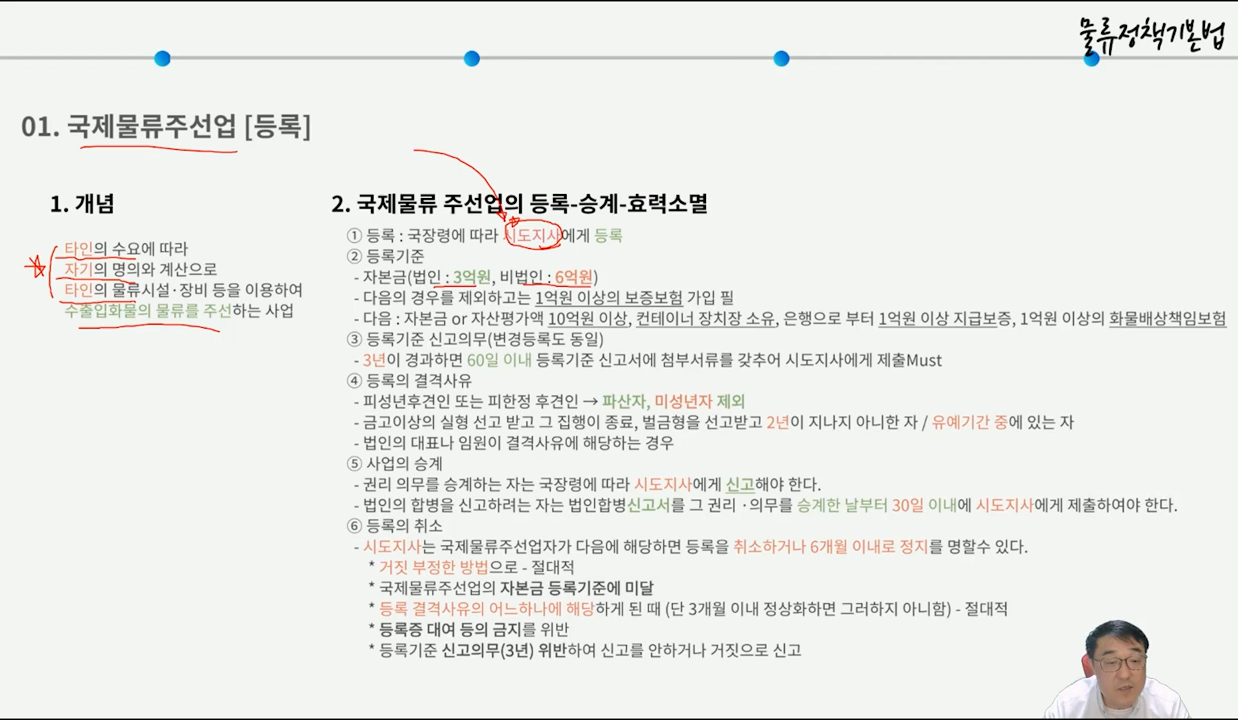 물류정책기본법
01. 국제물류주선업 [등록]
1. 개념
타인의 수요에 따라
자기의 명의와 계산으로
타인의 물류시설·장비 등을 이용하여
수출입화물의 물류를 주선하는 사업
2. 국제물류 주선업의 등록-승계-효력소멸
① 등록 : 국장령에 따라 시도지사에게 등록
② 등록기준
- 자본금(법인 : 3억원, 비법인 : 6억원)
- 다음의 경우를 제외하고는 1억원 이상의 보증보험 가입 필
- 다음 : 자본금 or 자산평가액 10억원 이상, 컨테이너 장치장 소유, 은행으로 부터 1억원 이상 지급보증, 1억원 이상의 화물배상책임보험
③ 등록기준 신고의무(변경등록도 동일)
- 3년이 경과하면 60일 이내 등록기준 신고서에 첨부서류를 갖추어 시도지사에게 제출Must
④ 등록의 결격사유
- 피성년후견인 또는 피한정 후견인 → 파산자, 미성년자 제외
- 금고이상의 실형 선고 받고 그 집행이 종료, 벌금형을 선고받고 2년이 지나지 아니한 자 / 유예기간 중에 있는 자
- 법인의 대표나 임원이 결격사유에 해당하는 경우
⑤ 사업의 승계
- 권리 의무를 승계하는 자는 국장령에 따라 시도지사에게 신고해야 한다.
- 법인의 합병을 신고하려는 자는 법인합병신고서를 그 권리 ·의무를 승계한 날부터 30일 이내에 시도지사에게 제출하여야 한다.
⑥ 등록의 취소
- 시도지사는 국제물류주선업자가 다음에 해당하면 등록을 취소하거나 6개월 이내로 정지를 명할수 있다.
* 거짓 부정한 방법으로 - 절대적
* 국제물류주선업의 자본금 등록기준에 미달
* 등록 결격사유의 어느하나에 해당하게 된 때 (단 3개월 이내 정상화하면 그러하지 아니함) - 절대적
* 등록증 대여 등의 금지를 위반
* 등록기준 신고의무(3년) 위반하여 신고를 안하거나 거짓으로 신고